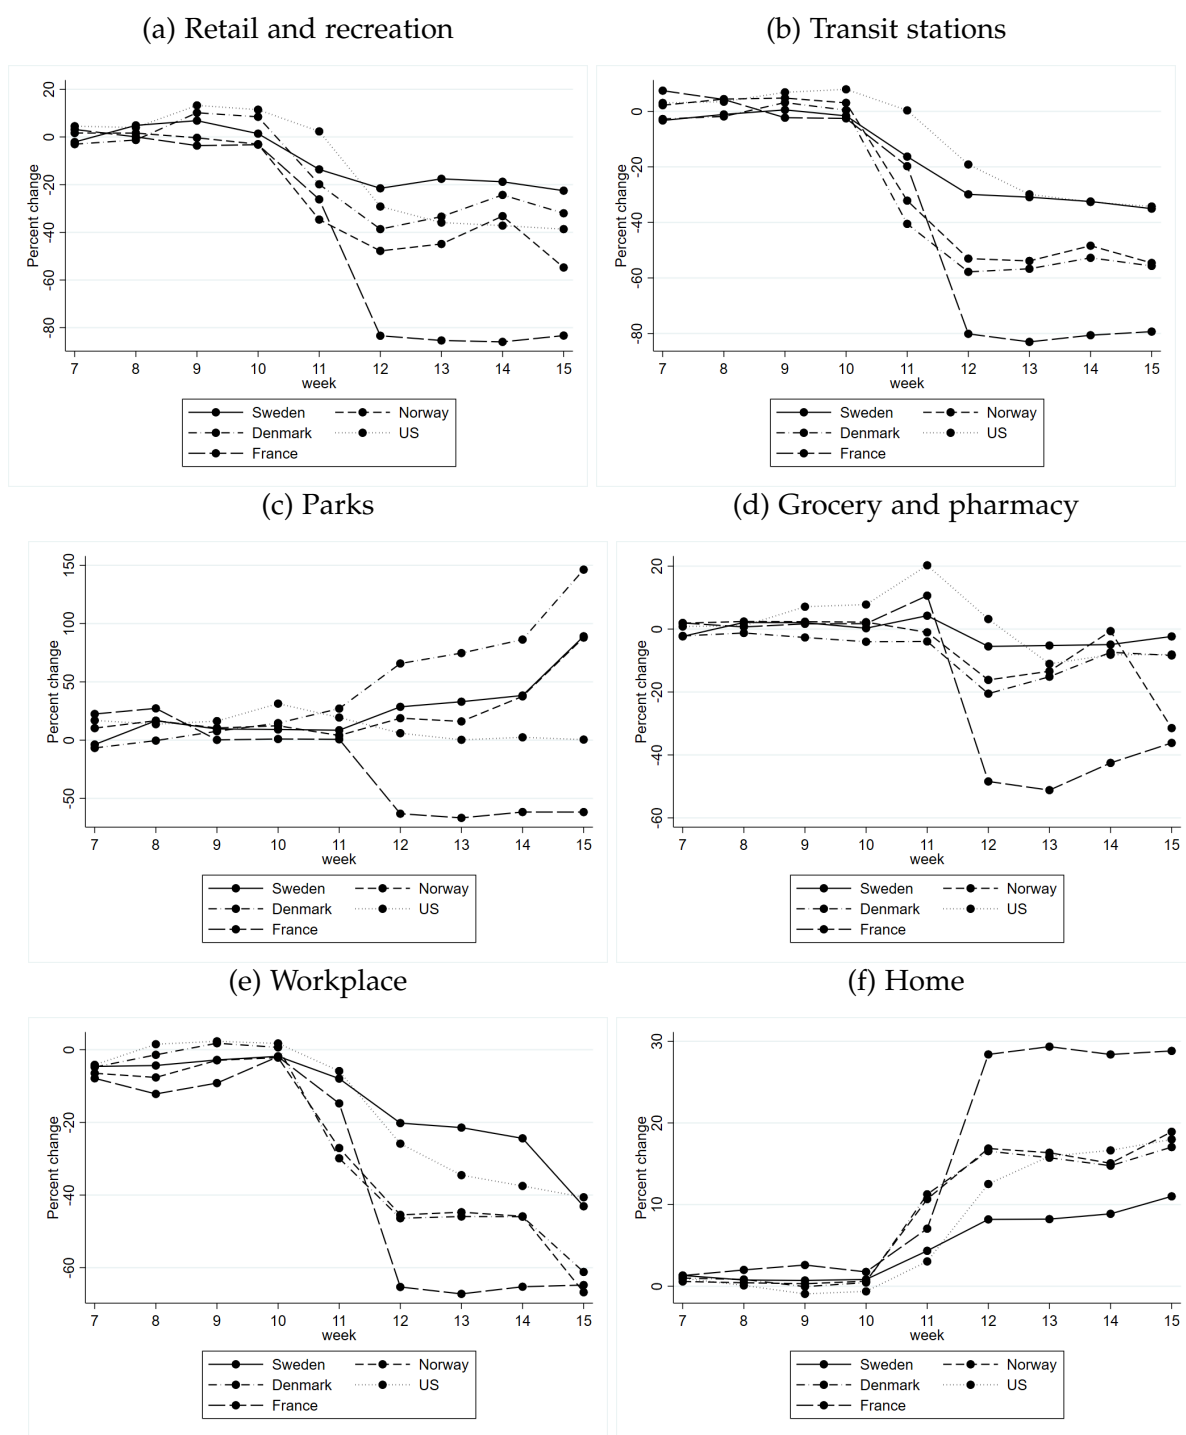 (a) Retail and recreation
Percent change
20
0
-20
-40
-60
-80
7 8 9 10 11 12 13 14 15
week
Sweden Norway
Denmark US
France
(b) Transit stations
Percent change
0
-20
-40
-60
-80
7 8 9 10 11 12 13 14 15
week
Sweden Norway
Denmark US
France
(c) Parks
Percent change
150
100
50
0
-50
7 8 9 10 11 12 13 14 15
week
Sweden Norway
Denmark US
France
(d) Grocery and pharmacy
Percent change
20
0
-20
-40
-60
7 8 9 10 11 12 13 14 15
week
Sweden Norway
Denmark US
France
(e) Workplace
Percent change
0
-20
-40
-60
7 8 9 10 11 12 13 14 15
week
Sweden Norway
Denmark US
France
(f) Home
Percent change
30
20
10
0
7 8 9 10 11 12 13 14 15
week
Sweden Norway
Denmark US
France